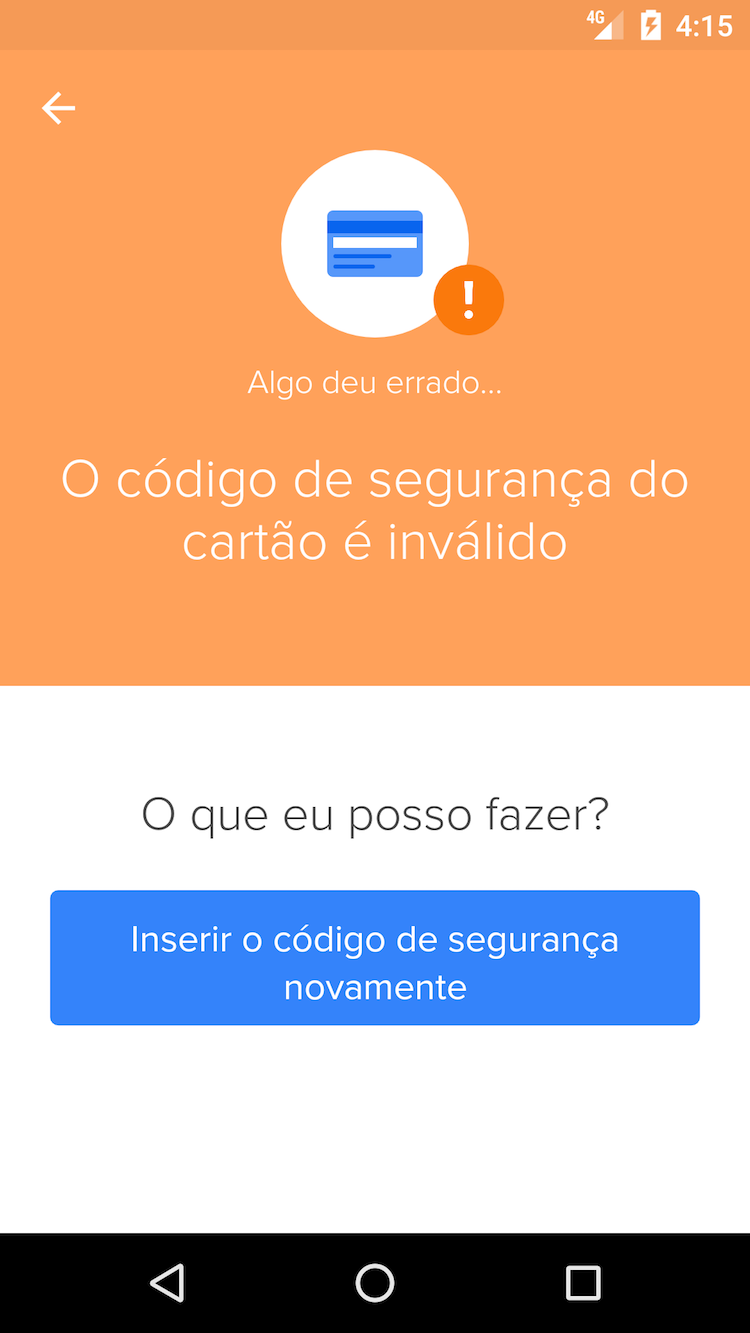 4G 4:15
Algo deu errado...
O código de segurança do
cartão é inválido
O que eu posso fazer?
Inserir o código de segurança
novamente